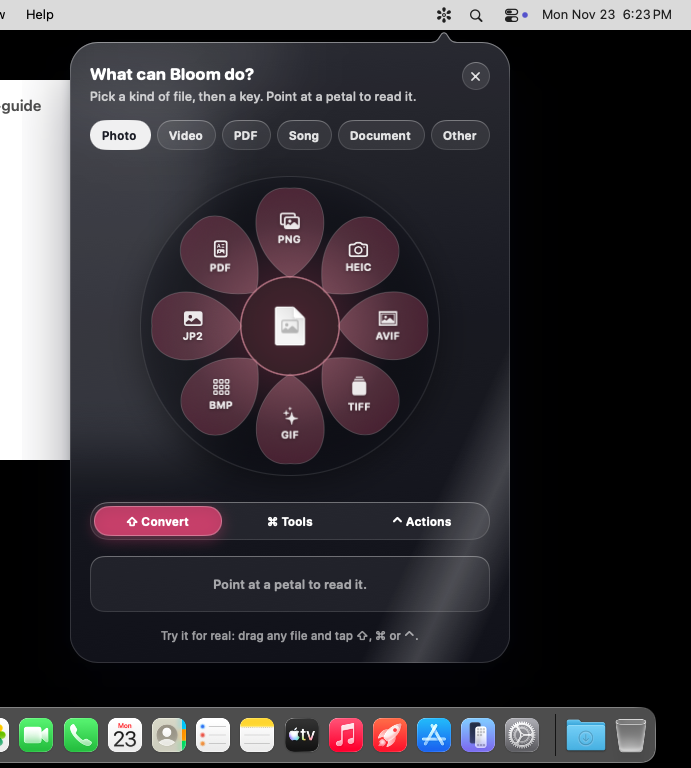 w Help Mon Nov 23 6:23 PM
-guide
What can Bloom do?
Pick a kind of file, then a key. Point at a petal to read it.
Photo Video PDF Song Document Other
PNG
PDF HEIC
JP2 AVIF
BMP TIFF
GIF
⇧ Convert ⌘ Tools ⌃ Actions
Point at a petal to read it.
Try it for real: drag any file and tap ⇧, ⌘ or ⌃.
Mon
23
tv